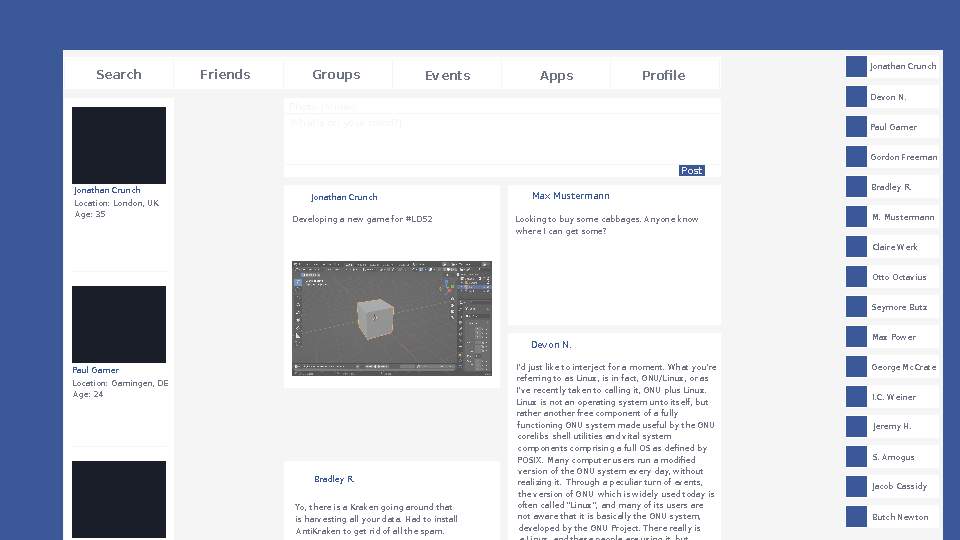 Search
Friends
Groups
Events
Apps
Profile
Jonathan Crunch
Location: London, UK
Age: 35
Paul Gamer
Location: Gamingen, DE
Age: 24
Photo | Video
What's on your mind?|
Post
Jonathan Crunch
Developing a new game for #LD52
Bradley R.
Yo, there is a Kraken going around that
is harvesting all your data. Had to install
AntiKraken to get rid of all the spam.
Max Mustermann
Looking to buy some cabbages. Anyone know
where I can get some?
Devon N.
I'd just like to interject for a moment. What you're
referring to as Linux, is in fact, GNU/Linux, or as
I've recently taken to calling it, GNU plus Linux.
Linux is not an operating system unto itself, but
rather another free component of a fully
functioning GNU system made useful by the GNU
corelibs shell utilities and vital system
components comprising a full OS as defined by
POSIX. Many computer users run a modified
version of the GNU system every day, without
realizing it. Through a peculiar turn of events,
the version of GNU which is widely used today is
often called "Linux", and many of its users are
not aware that it is basically the GNU system,
developed by the GNU Project. There really is
a Linux, and these people are using it, but
Jonathan Crunch
Devon N.
Paul Gamer
Gordon Freeman
Bradley R.
M. Mustermann
Claire Werk
Otto Octavius
Seymore Butz
Max Power
George McCrate
I.C. Weiner
Jeremy H.
S. Amogus
Jacob Cassidy
Butch Newton